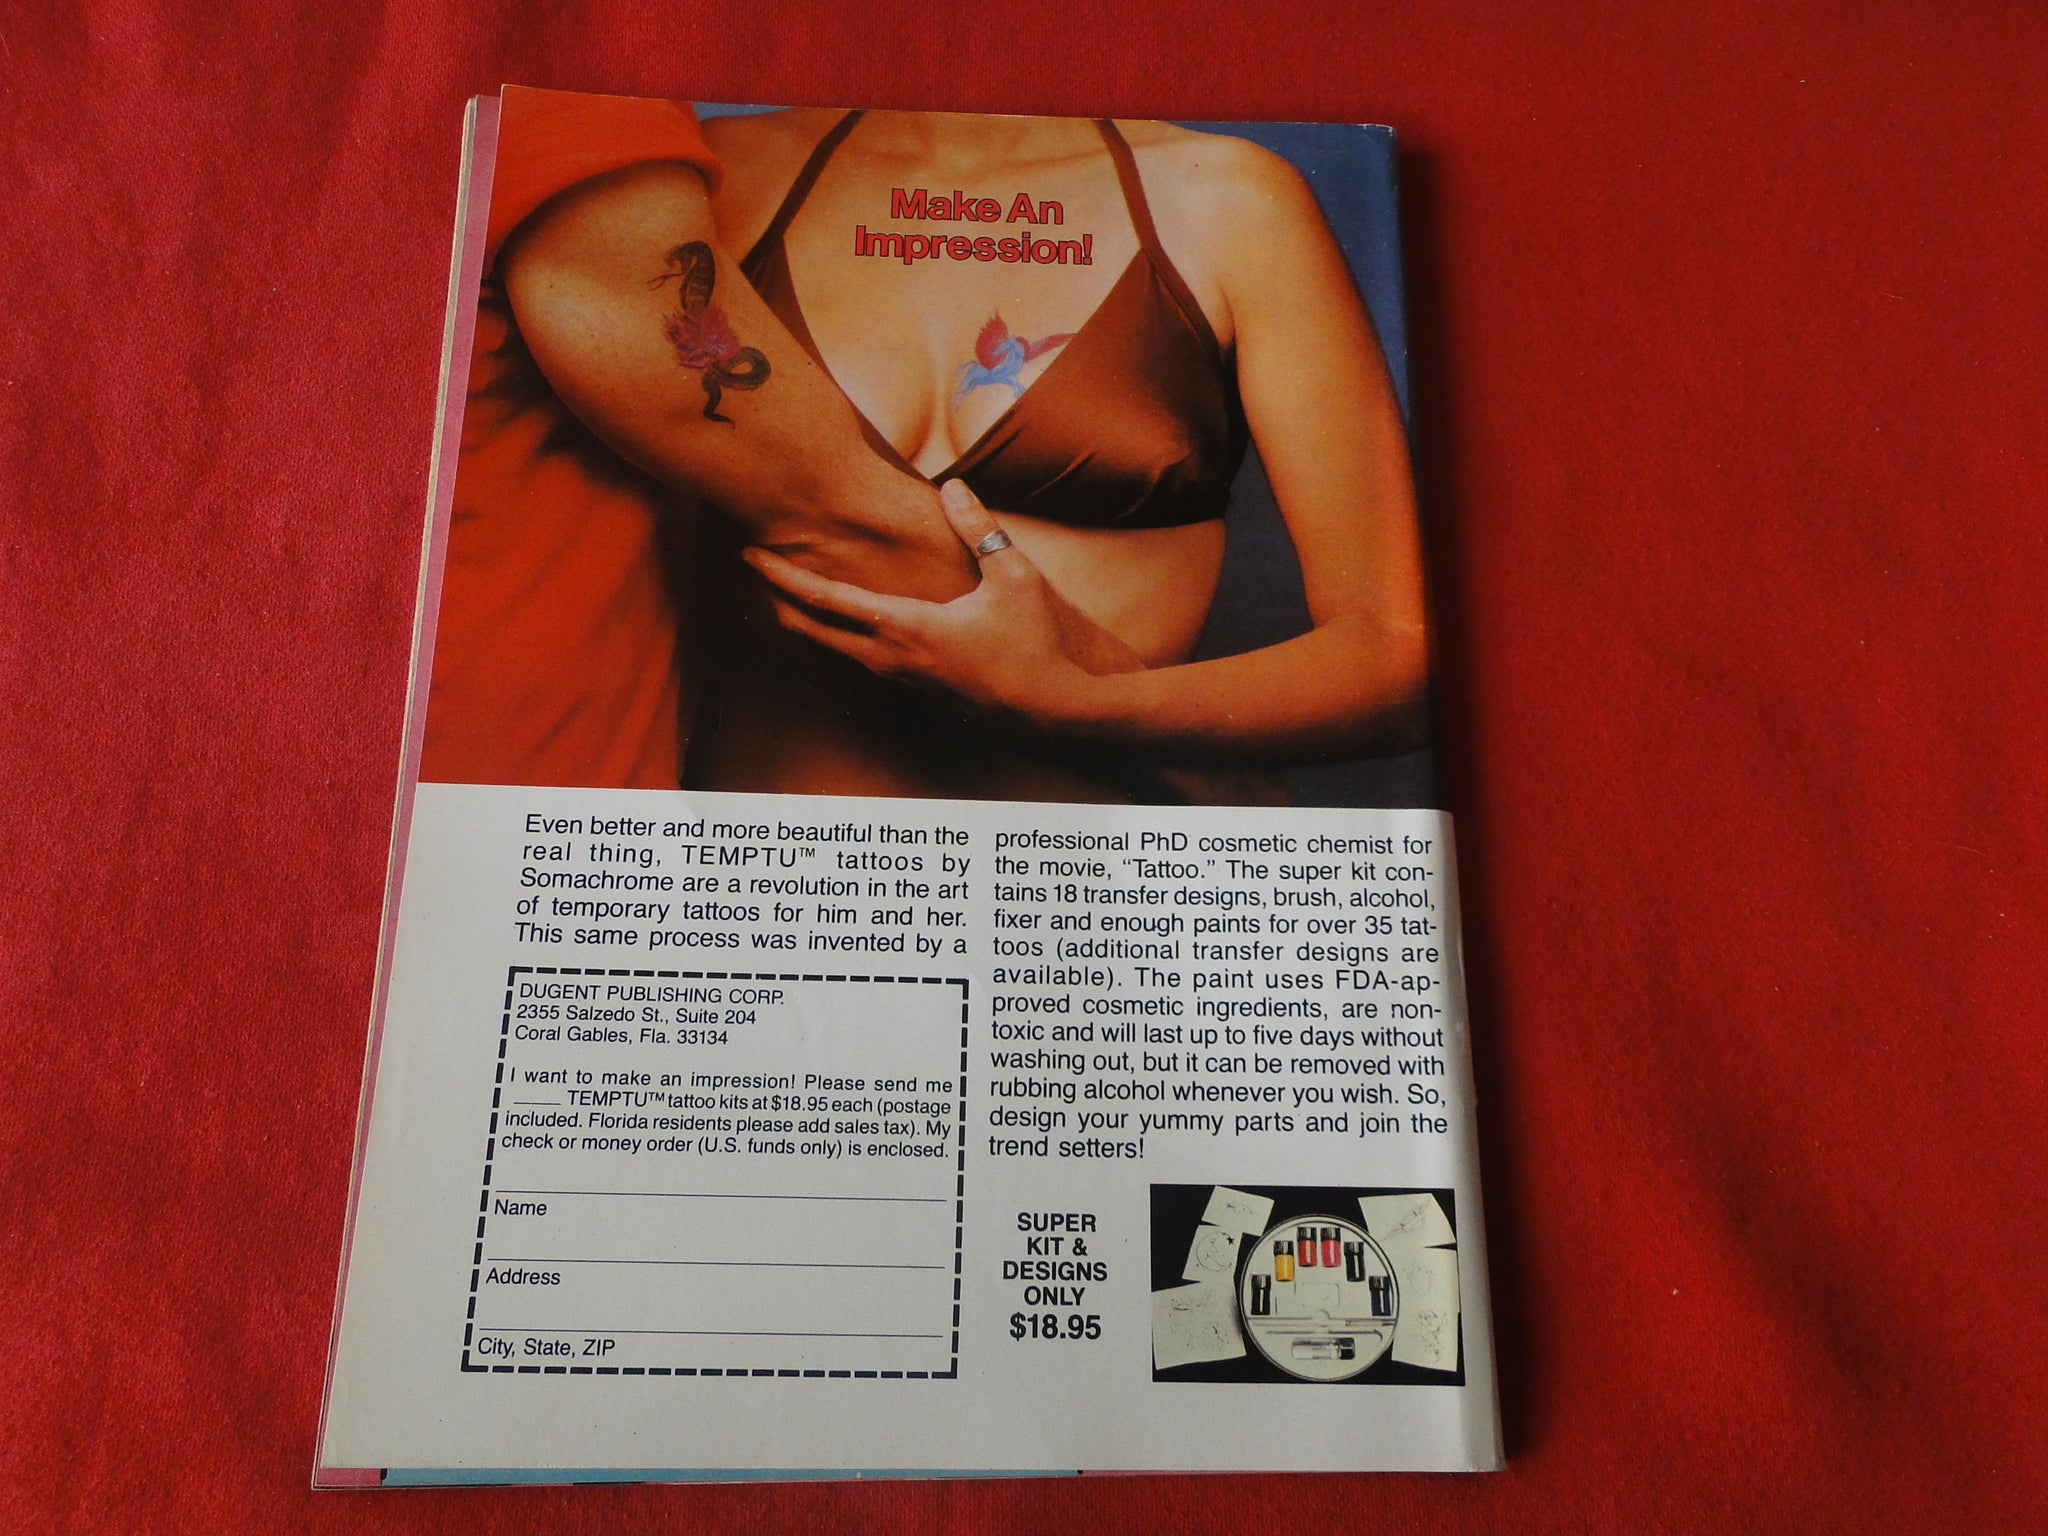 Make An
Impression!
Even better and more beautiful than the
real thing, TEMPTU™ tattoos by
Somachrome are a revolution in the art
of temporary tattoos for him and her.
This same process was invented by a
professional PhD cosmetic chemist for
the movie, “Tattoo.” The super kit con-
tains 18 transfer designs, brush, alcohol,
fixer and enough paints for over 35 tat-
toos (additional transfer designs are
available). The paint uses FDA-ap-
proved cosmetic ingredients, are non-
toxic and will last up to five days without
washing out, but it can be removed with
rubbing alcohol whenever you wish. So,
design your yummy parts and join the
trend setters!
DUGENT PUBLISHING CORP.
2355 Salzedo St., Suite 204
Coral Gables, Fla. 33134
I want to make an impression! Please send me
____ TEMPTU™ tattoo kits at $18.95 each (postage
included. Florida residents please add sales tax). My
check or money order (U.S. funds only) is enclosed.
Name
Address
City, State, ZIP
SUPER
KIT &
DESIGNS
ONLY
$18.95